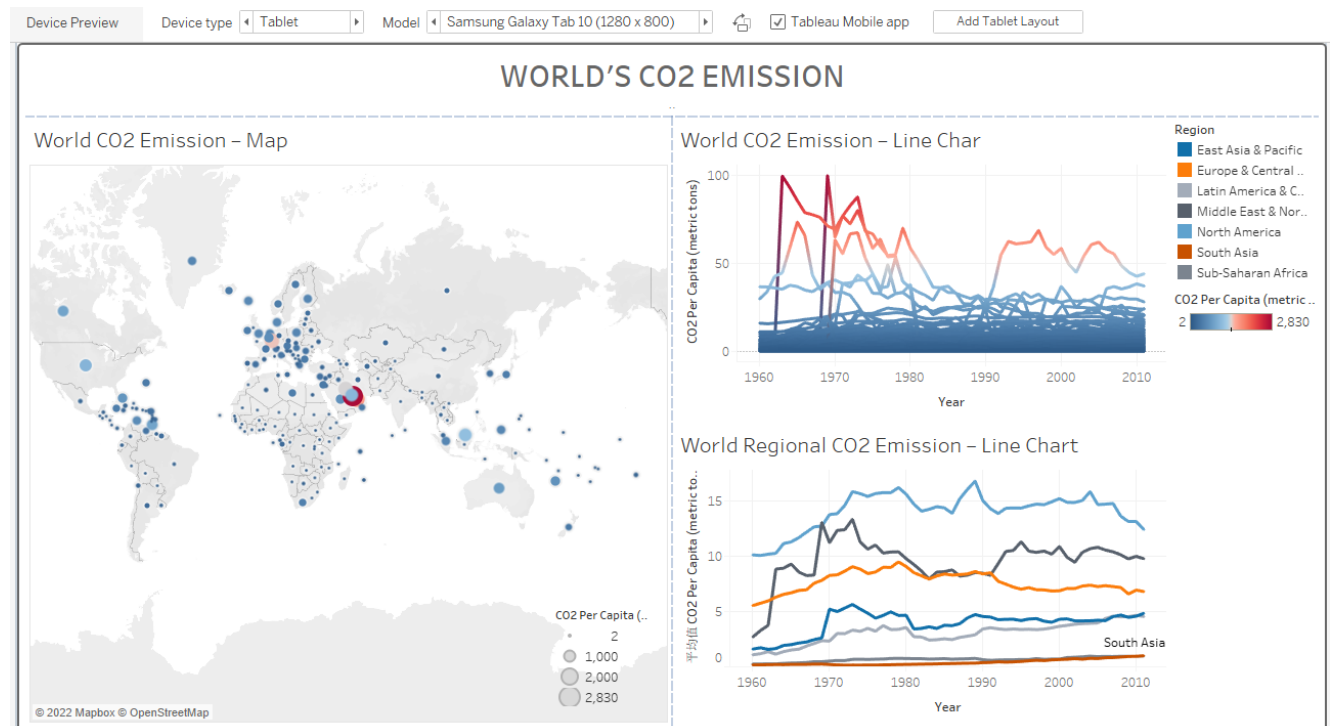 Device Preview
Device type
Tablet
Model
Samsung Galaxy Tab 10 (1280 x 800)
Tableau Mobile app
Add Tablet Layout
WORLD'S CO2 EMISSION
World CO2 Emission – Map
CO2 Per Capita (..
2
1,000
2,000
2,830
© 2022 Mapbox © OpenStreetMap
World CO2 Emission – Line Char
CO2 Per Capita (metric tons)
100
50
0
1960 1970 1980 1990 2000 2010
Year
Region
East Asia & Pacific
Europe & Central ..
Latin America & C..
Middle East & Nor..
North America
South Asia
Sub-Saharan Africa
CO2 Per Capita (metric ..
2 2,830
World Regional CO2 Emission – Line Chart
平均值 CO2 Per Capita (metric to..
15
10
5
0
South Asia
1960 1970 1980 1990 2000 2010
Year